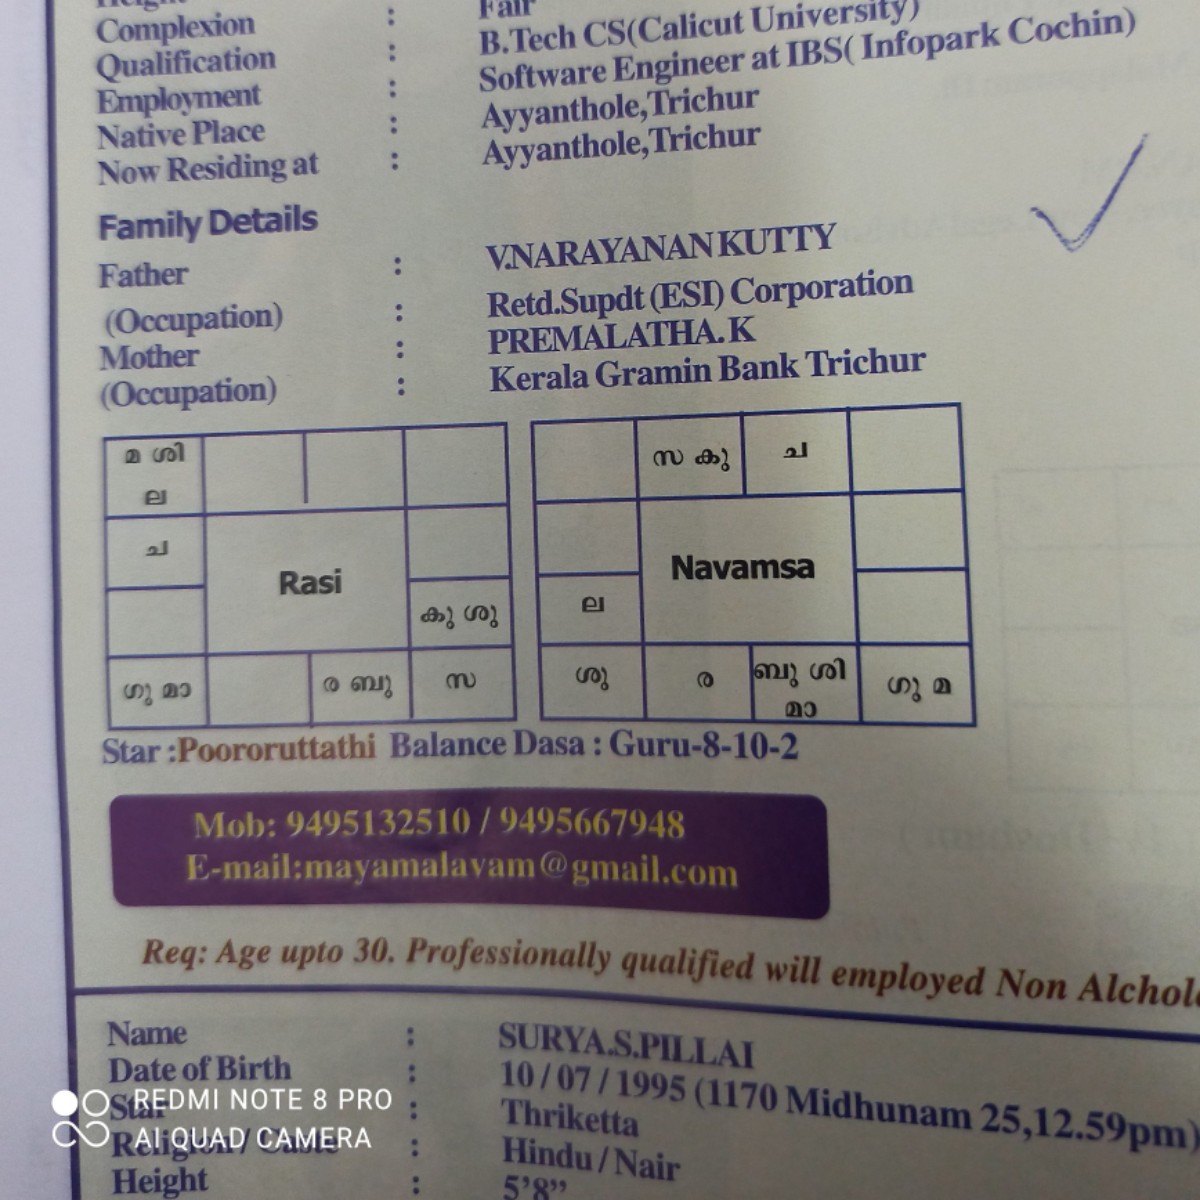 Complexion : Fair
Qualification : B.Tech CS(Calicut University)
Employment : Software Engineer at IBS( Infopark Cochin)
Native Place : Ayyanthole,Trichur
Now Residing at : Ayyanthole,Trichur
Family Details
Father : V.NARAYANANKUTTY
(Occupation) : Retd.Supdt (ESI) Corporation
Mother : PREMALATHA.K
(Occupation) : Kerala Gramin Bank Trichur
മ ശി
ല
ച
Rasi
കു ശു
ഗു മാ
ര ബു
സ
സ കു
ച
Navamsa
ല
ശു
ര
ബു ശി
മാ
ഗു മ
Star :Poororuttathi Balance Dasa : Guru-8-10-2
Mob: 9495132510 / 9495667948
E-mail:mayamalavam@gmail.com
Req: Age upto 30. Professionally qualified will employed Non
Name : SURYA.S.PILLAI
Date of Birth : 10 / 07 / 1995 (1170 Midhunam 25,12.59pm)
Star : Thriketta
Religion / Caste : Hindu / Nair
Height : 5’8”
REDMI NOTE 8 PRO
AI QUAD CAMERA